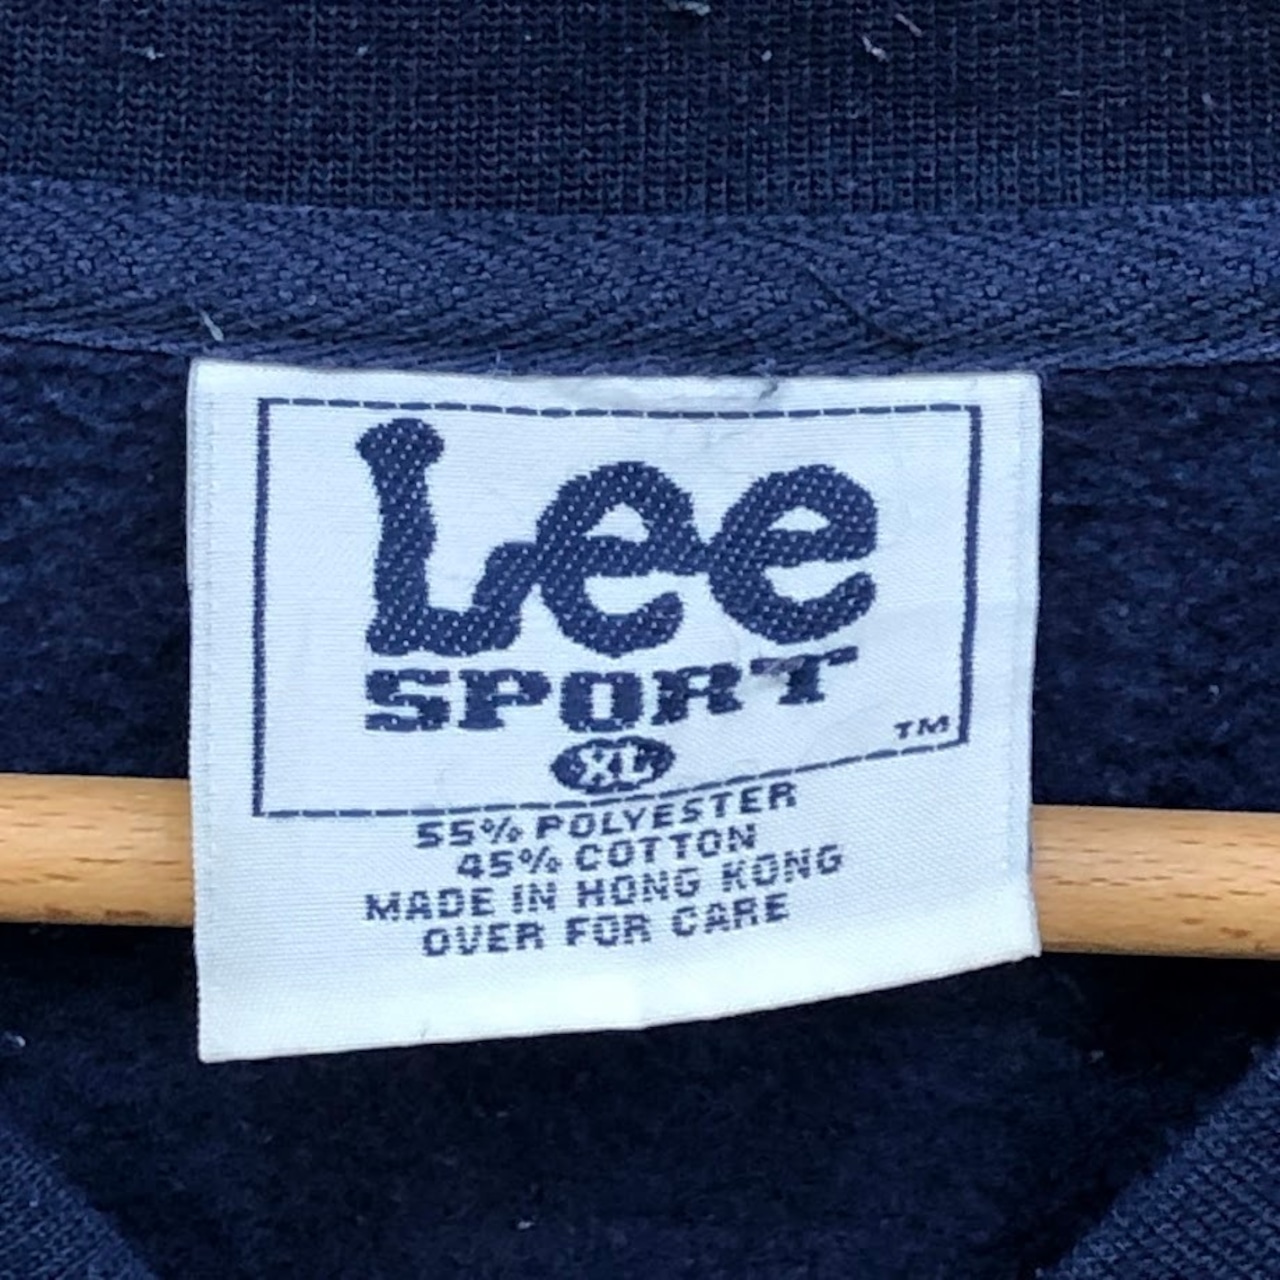 Lee
SPORT
TM
XL
55% POLYESTER
45% COTTON
MADE IN HONG KONG
OVER FOR CARE